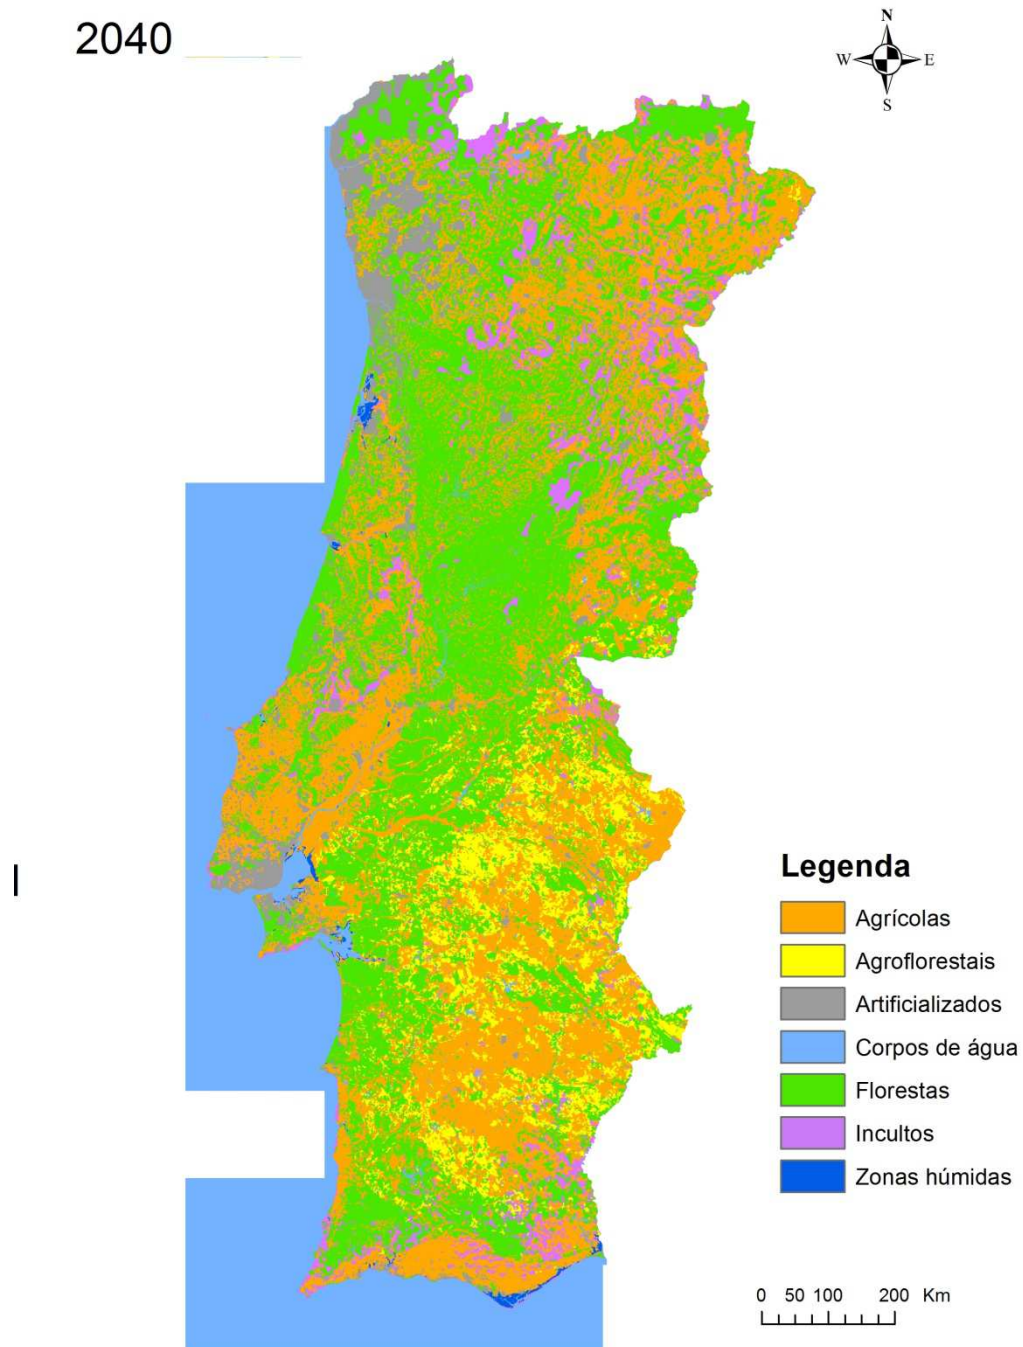 2040
N
W E
S
Legenda
Agrícolas
Agroflorestais
Artificializados
Corpos de água
Florestas
Incultos
Zonas húmidas
0 50 100 200 Km